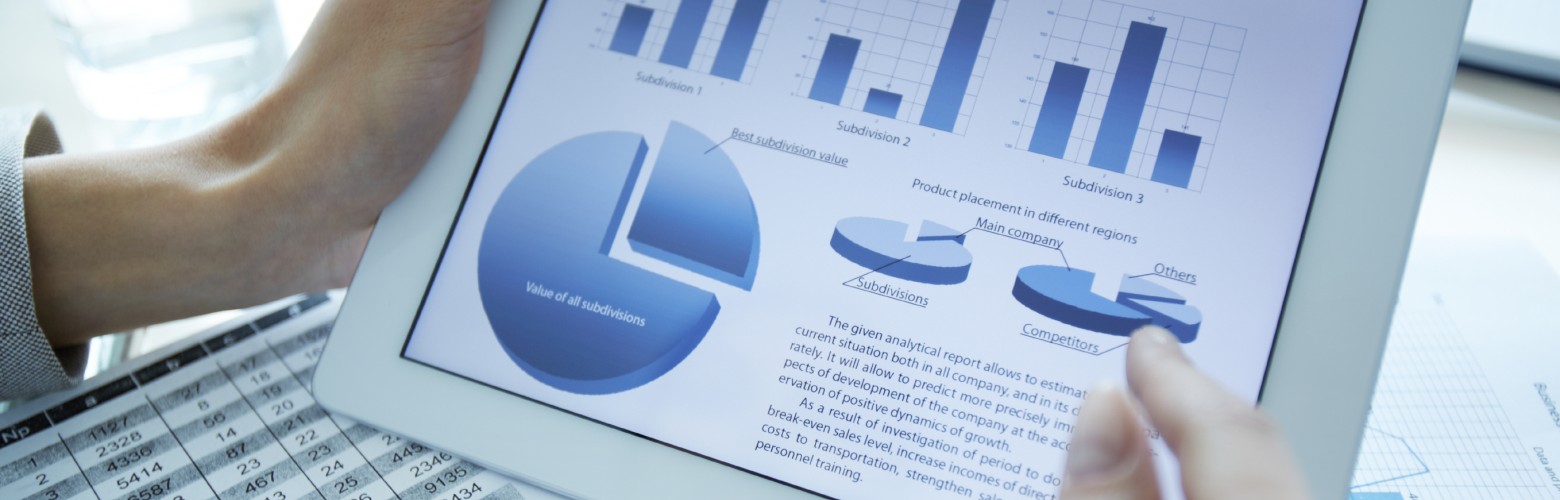 Subdivision 1
Subdivision 2
Subdivision 3
Best subdivision value
Value of all subdivisions
Product placement in different regions
Main company
Subdivisions
Others
Competitors
The given analytical report allows to estimat
current situation both in all company, and in its
rately. It will allow to predict more precisely
pects of development of the company at the
ervation of positive dynamics of growth.
As a result of investigation of period to do
break-even sales level, increase incomes of direct
costs to transportation, strengthen
personnel training.
Np a b c
1 1127 27 17
2 2328 8 18
3 4336 56 20
5414 14 21
6587 87 22
23 23
467 24
25
2346
9135
434